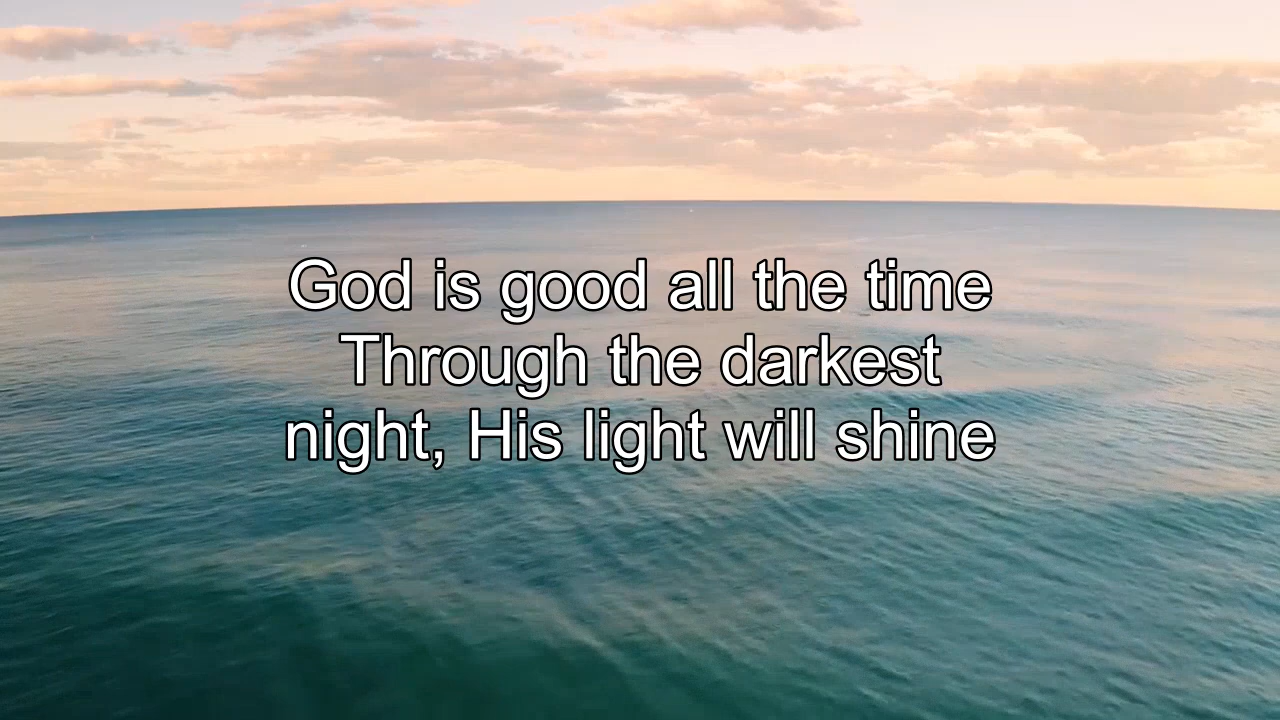 God is good all the time
Through the darkest
night, His light will shine